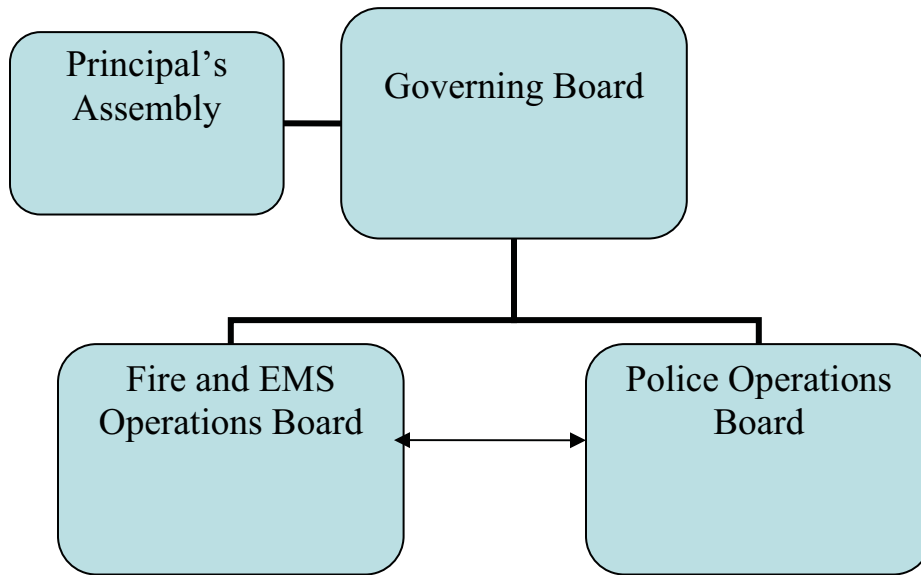 Principal’s
Assembly
Governing Board
Fire and EMS
Operations Board
Police Operations
Board